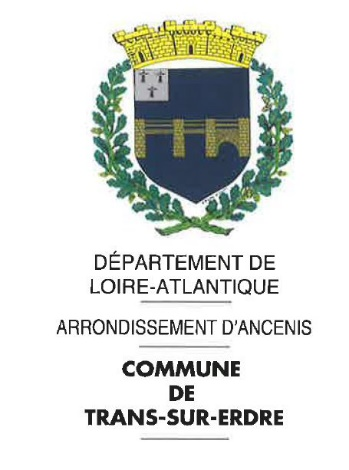 DÉPARTEMENT DE
LOIRE-ATLANTIQUE
ARRONDISSEMENT D'ANCENIS
COMMUNE
DE
TRANS-SUR-ERDRE